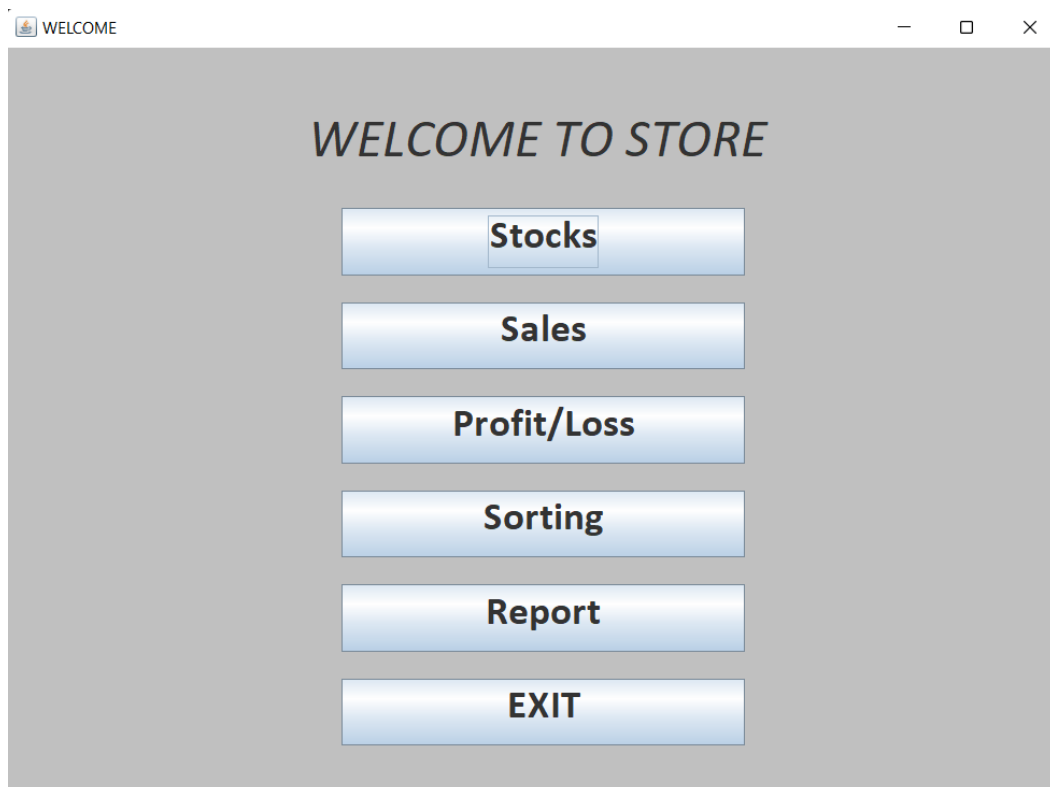 WELCOME
WELCOME TO STORE
Stocks
Sales
Profit/Loss
Sorting
Report
EXIT